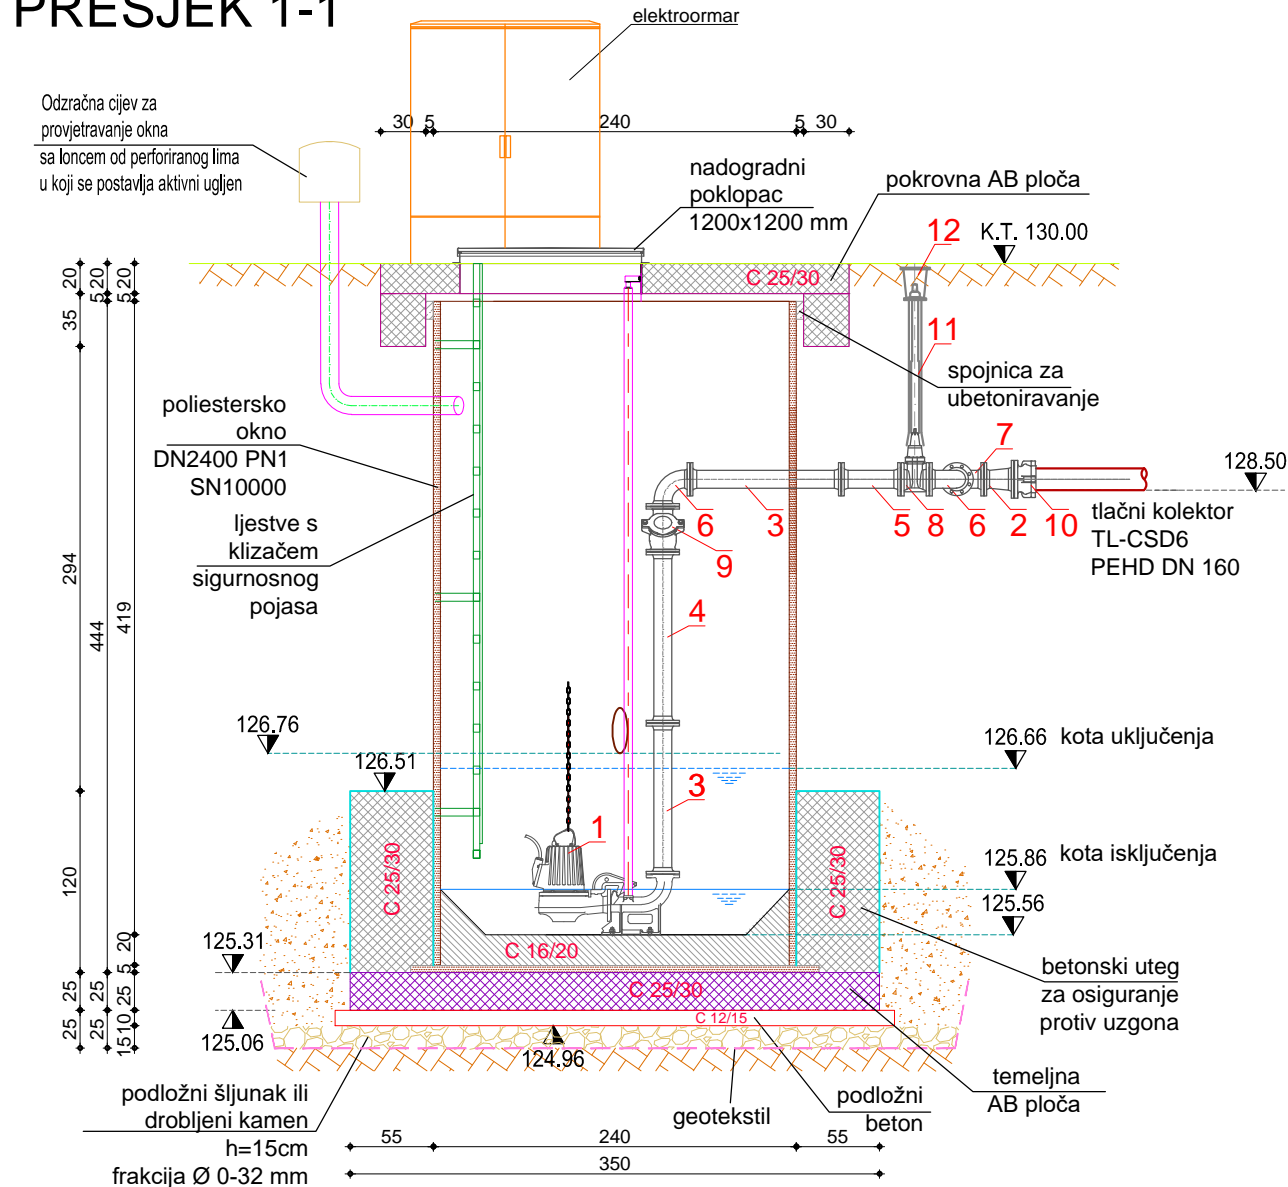 PRESJEK 1-1
elektroormar
Odzračna cijev za
provjetravanje okna
sa loncem od perforiranog lima
u koji se postavlja aktivni ugljen
30 5 240 5 30
nadogradni
poklopac
1200x1200 mm
pokrovna AB ploča
12
K.T. 130.00
C 25/30
20
5 20
5 20
35
11
spojnica za
ubetoniravanje
poliestersko
okno
DN2400 PN1
SN10000
7
128.50
6
3
5
8
6
2
10
tlačni kolektor
TL-CSD6
PEHD DN 160
ljestve s
klizačem
sigurnosnog
pojasa
9
294
444
419
4
126.76
126.66 kota uključenja
126.51
3
1
125.86 kota isključenja
C 25/30
C 25/30
120
125.56
20
C 16/20
125.31
5
betonski uteg
za osiguranje
protiv uzgona
25
25
25
C 25/30
C 12/15
25
25
15 10
125.06
124.96
temeljna
AB ploča
podložni šljunak ili
drobljeni kamen
h=15cm
frakcija Ø 0-32 mm
geotekstil
podložni
beton
55 240 55
350